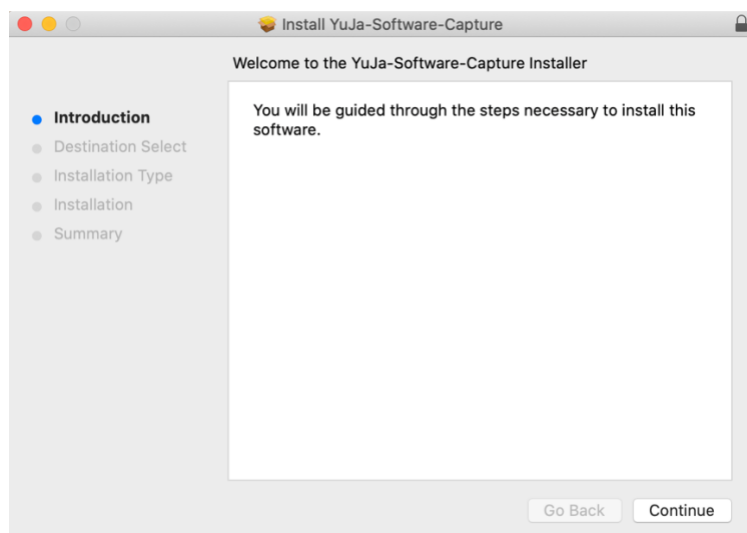 Install YuJa-Software-Capture
Welcome to the YuJa-Software-Capture Installer
Introduction
Destination Select
Installation Type
Installation
Summary
You will be guided through the steps necessary to install this
software.
Go Back
Continue